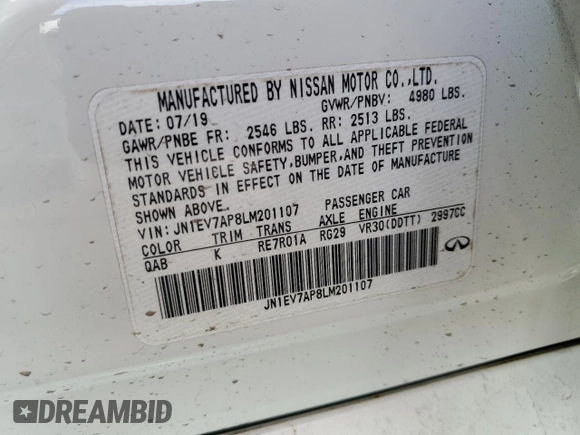 MANUFACTURED BY NISSAN MOTOR CO.,LTD.
DATE: 07/19 GVWR/PNBV: 4980 LBS.
GAWR/PNBE FR: 2546 LBS. RR: 2513 LBS.
THIS VEHICLE CONFORMS TO ALL APPLICABLE FEDERAL
MOTOR VEHICLE SAFETY,BUMPER,AND THEFT PREVENTION
STANDARDS IN EFFECT ON THE DATE OF MANUFACTURE
SHOWN ABOVE.
VIN: JN1EV7AP8LM201107 PASSENGER CAR
COLOR TRIM TRANS AXLE ENGINE
QAB K RE7R01A RG29 VR30(DDTT) 2997CC
JN1EV7AP8LM201107
DREAMBID